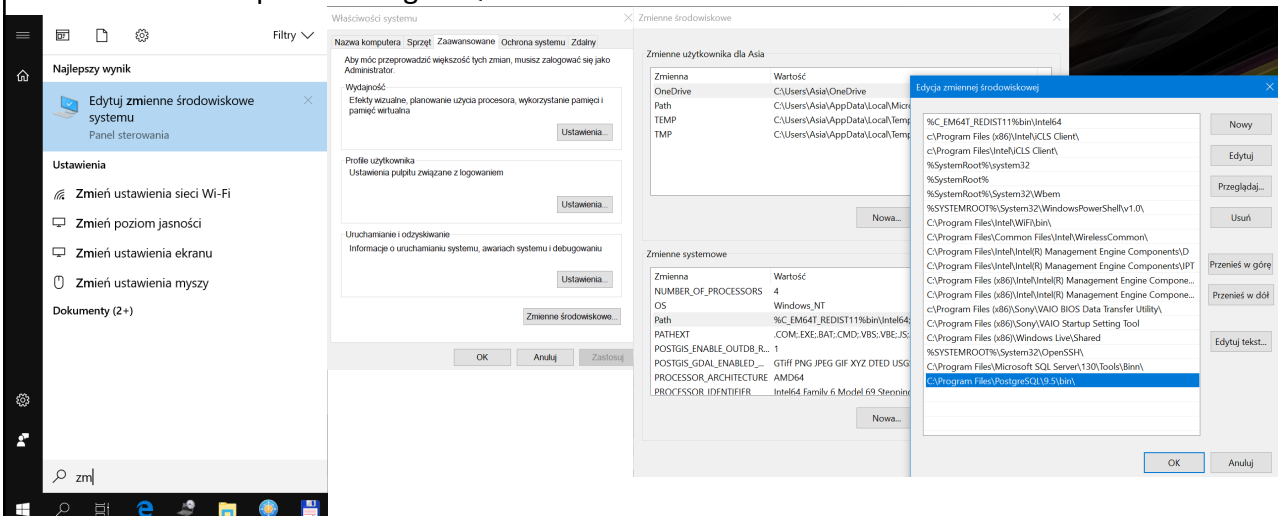 Filtry
Najlepszy wynik
Edytuj zmienne środowiskowe
systemu
Panel sterowania
Ustawienia
Zmień ustawienia sieci Wi-Fi
Zmień poziom jasności
Zmień ustawienia ekranu
Zmień ustawienia myszy
Dokumenty (2+)
zm
Właściwości systemu
Nazwa komputera Sprzęt Zaawansowane Ochrona systemu Zdalny
Aby móc przeprowadzić większość tych zmian, musisz zalogować się jako
Administrator.
Wydajność
Efekty wizualne, planowanie użycia procesora, wykorzystanie pamięci i
pamięć wirtualna
Ustawienia...
Profile użytkownika
Ustawienia pulpitu związane z logowaniem
Ustawienia...
Uruchamianie i odzyskiwanie
Informacje o uruchamianiu systemu, awariach systemu i debugowaniu
Ustawienia...
Zmienne środowiskowe...
OK Anuluj Zastosuj
Zmienne środowiskowe
Zmienne użytkownika dla Asia
Zmienna Wartość
OneDrive C:\Users\Asia\OneDrive
Path C:\Users\Asia\AppData\Local\Micro
TEMP C:\Users\Asia\AppData\Local\Temp
TMP C:\Users\Asia\AppData\Local\Temp
Nowa...
Zmienne systemowe
Zmienna Wartość
NUMBER_OF_PROCESSORS 4
OS Windows_NT
Path %C_EM64T_REDIST11%bin\Intel64;
PATHEXT .COM;.EXE;.BAT;.CMD;.VBS;.VBE;.JS;
POSTGIS_ENABLE_OUTDB_R... 1
POSTGIS_GDAL_ENABLED_... GTiff PNG JPEG GIF XYZ DTED USG
PROCESSOR_ARCHITECTURE AMD64
PROCESSOR_IDENTIFIER Intel64 Family 6 Model 69 Stepping
Nowa...
Edycja zmiennej środowiskowej
%C_EM64T_REDIST11%bin\Intel64
c:\Program Files (x86)\Intel\iCLS Client\
c:\Program Files\Intel\iCLS Client\
%SystemRoot%\system32
%SystemRoot%
%SystemRoot%\System32\Wbem
%SYSTEMROOT%\System32\WindowsPowerShell\v1.0\
C:\Program Files\Intel\WiFi\bin\
C:\Program Files\Common Files\Intel\WirelessCommon\
C:\Program Files\Intel\Intel(R) Management Engine Components\D
C:\Program Files\Intel\Intel(R) Management Engine Components\IPT
C:\Program Files (x86)\Intel\Intel(R) Management Engine Compone...
C:\Program Files (x86)\Intel\Intel(R) Management Engine Compone...
c:\Program Files (x86)\Sony\VAIO BIOS Data Transfer Utility\
c:\Program Files (x86)\Sony\VAIO Startup Setting Tool
C:\Program Files (x86)\Windows Live\Shared
%SYSTEMROOT%\System32\OpenSSH\
C:\Program Files\Microsoft SQL Server\130\Tools\Binn\
C:\Program Files\PostgreSQL\9.5\bin\
Nowy
Edytuj
Przeglądaj...
Usuń
Przenieś w górę
Przenieś w dół
Edytuj tekst...
OK Anuluj